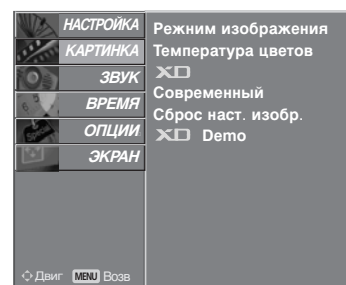 НАСТРОЙКА
КАРТИНКА
ЗВУК
ВРЕМЯ
ОПЦИИ
ЭКРАН
Режним изображения
Температура цветов
XD
Современный
Сброс наст. изобр.
XD Demo
Двиг MENU Возв